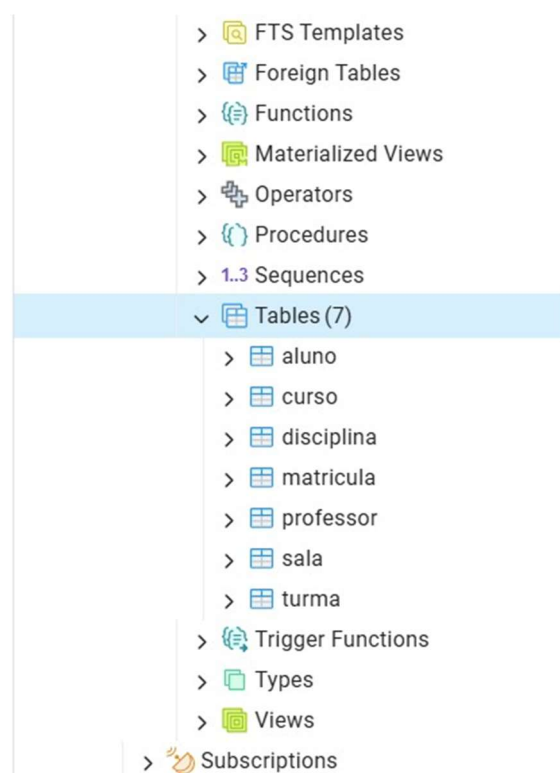 FTS Templates
Foreign Tables
Functions
Materialized Views
Operators
Procedures
1..3 Sequences
Tables (7)
aluno
curso
disciplina
matricula
professor
sala
turma
Trigger Functions
Types
Views
Subscriptions